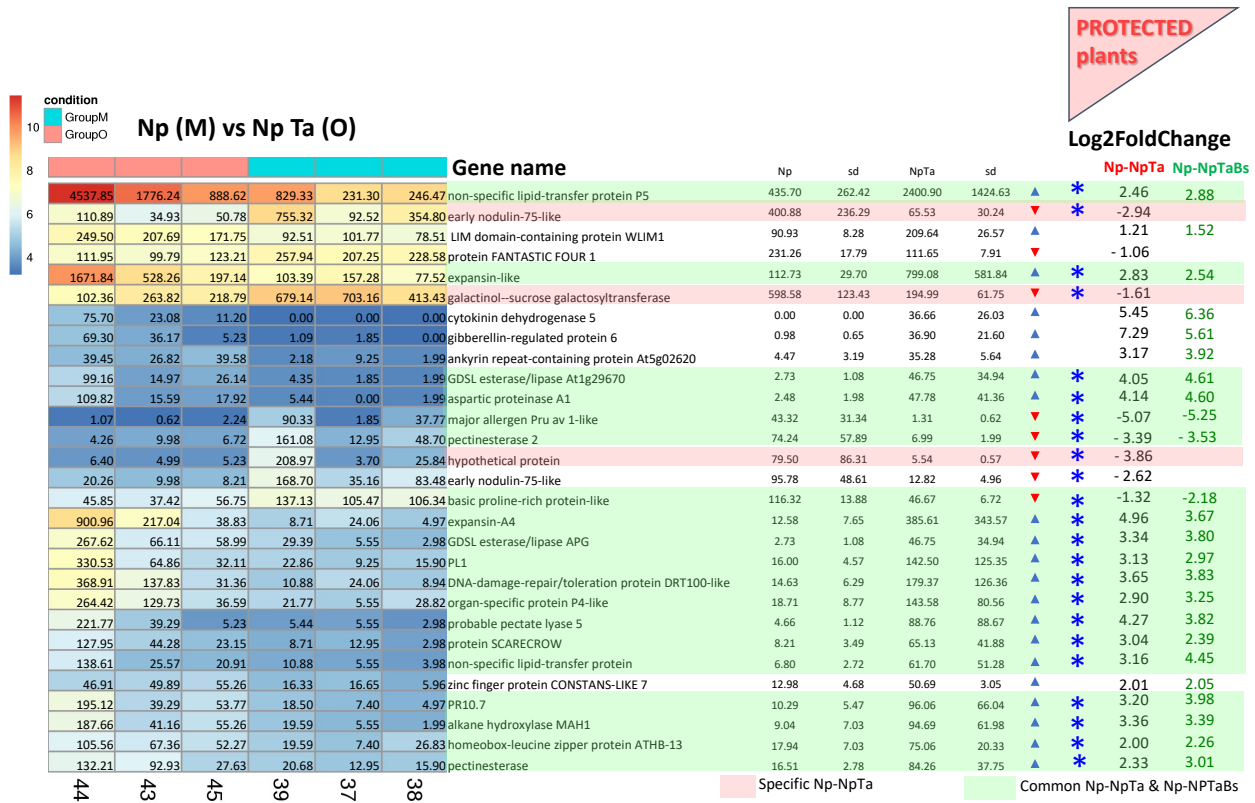 PROTECTED
plants
condition
GroupM
GroupO
10
8
6
4
Np (M) vs Np Ta (O)
Log2FoldChange
Gene name Np sd NpTa sd Np-NpTa Np-NpTaBs
4537.85 1776.24 888.62 829.33 231.30 246.47 non-specific lipid-transfer protein P5 435.70 262.42 2400.90 1424.63 ▲ * 2.46 2.88
110.89 34.93 50.78 755.32 92.52 354.80 early nodulin-75-like 400.88 236.29 65.53 30.24 ▼ * -2.94
249.50 207.69 171.75 92.51 101.77 78.51 LIM domain-containing protein WLIM1 90.93 8.28 209.64 26.57 ▲ 1.21 1.52
111.95 99.79 123.21 257.94 207.25 228.58 protein FANTASTIC FOUR 1 231.26 17.79 111.65 7.91 ▼ - 1.06
1671.84 528.26 197.14 103.39 157.28 77.52 expansin-like 112.73 29.70 799.08 581.84 ▲ * 2.83 2.54
102.36 263.82 218.79 679.14 703.16 413.43 galactinol--sucrose galactosyltransferase 598.58 123.43 194.99 61.75 ▼ * -1.61
75.70 23.08 11.20 0.00 0.00 0.00 cytokinin dehydrogenase 5 0.00 0.00 36.66 26.03 ▲ 5.45 6.36
69.30 36.17 5.23 1.09 1.85 0.00 gibberellin-regulated protein 6 0.98 0.65 36.90 21.60 ▲ 7.29 5.61
39.45 26.82 39.58 2.18 9.25 1.99 ankyrin repeat-containing protein At5g02620 4.47 3.19 35.28 5.64 ▲ 3.17 3.92
99.16 14.97 26.14 4.35 1.85 1.99 GDSL esterase/lipase At1g29670 2.73 1.08 46.75 34.94 ▲ * 4.05 4.61
109.82 15.59 17.92 5.44 0.00 1.99 aspartic proteinase A1 2.48 1.98 47.78 41.36 ▲ * 4.14 4.60
1.07 0.62 2.24 90.33 1.85 37.77 major allergen Pru av 1-like 43.32 31.34 1.31 0.62 ▼ * -5.07 -5.25
4.26 9.98 6.72 161.08 12.95 48.70 pectinesterase 2 74.24 57.89 6.99 1.99 ▼ * - 3.39 - 3.53
6.40 4.99 5.23 208.97 3.70 25.84 hypothetical protein 79.50 86.31 5.54 0.57 ▼ * - 3.86
20.26 9.98 8.21 168.70 35.16 83.48 early nodulin-75-like 95.78 48.61 12.82 4.96 ▼ * - 2.62
45.85 37.42 56.75 137.13 105.47 106.34 basic proline-rich protein-like 116.32 13.88 46.67 6.72 ▼ * -1.32 -2.18
900.96 217.04 38.83 8.71 24.06 4.97 expansin-A4 12.58 7.65 385.61 343.57 ▲ * 4.96 3.67
267.62 66.11 58.99 29.39 5.55 2.98 GDSL esterase/lipase APG 2.73 1.08 46.75 34.94 ▲ * 3.34 3.80
330.53 64.86 32.11 22.86 9.25 15.90 PL1 16.00 4.57 142.50 125.35 ▲ * 3.13 2.97
368.91 137.83 31.36 10.88 24.06 8.94 DNA-damage-repair/toleration protein DRT100-like 14.63 6.29 179.37 126.36 ▲ * 3.65 3.83
264.42 129.73 36.59 21.77 5.55 28.82 organ-specific protein P4-like 18.71 8.77 143.58 80.56 ▲ * 2.90 3.25
221.77 39.29 5.23 5.44 5.55 2.98 probable pectate lyase 5 4.66 1.12 88.76 88.67 ▲ * 4.27 3.82
127.95 44.28 23.15 8.71 12.95 2.98 protein SCARECROW 8.21 3.49 65.13 41.88 ▲ * 3.04 2.39
138.61 25.57 20.91 10.88 5.55 3.98 non-specific lipid-transfer protein 6.80 2.72 61.70 51.28 ▲ * 3.16 4.45
46.91 49.89 55.26 16.33 16.65 5.96 zinc finger protein CONSTANS-LIKE 7 12.98 4.68 50.69 3.05 ▲ 2.01 2.05
195.12 39.29 53.77 18.50 7.40 4.97 PR10.7 10.29 5.47 96.06 66.04 ▲ * 3.20 3.98
187.66 41.16 55.26 19.59 5.55 1.99 alkane hydroxylase MAH1 9.04 7.03 94.69 61.98 ▲ * 3.36 3.39
105.56 67.36 52.27 19.59 7.40 26.83 homeobox-leucine zipper protein ATHB-13 17.94 7.03 75.06 20.33 ▲ * 2.00 2.26
132.21 92.93 27.63 20.68 12.95 15.90 pectinesterase 16.51 2.78 84.26 37.75 ▲ * 2.33 3.01
44 43 45 39 37 38
Specific Np-NpTa
Common Np-NpTa & Np-NPTaBs